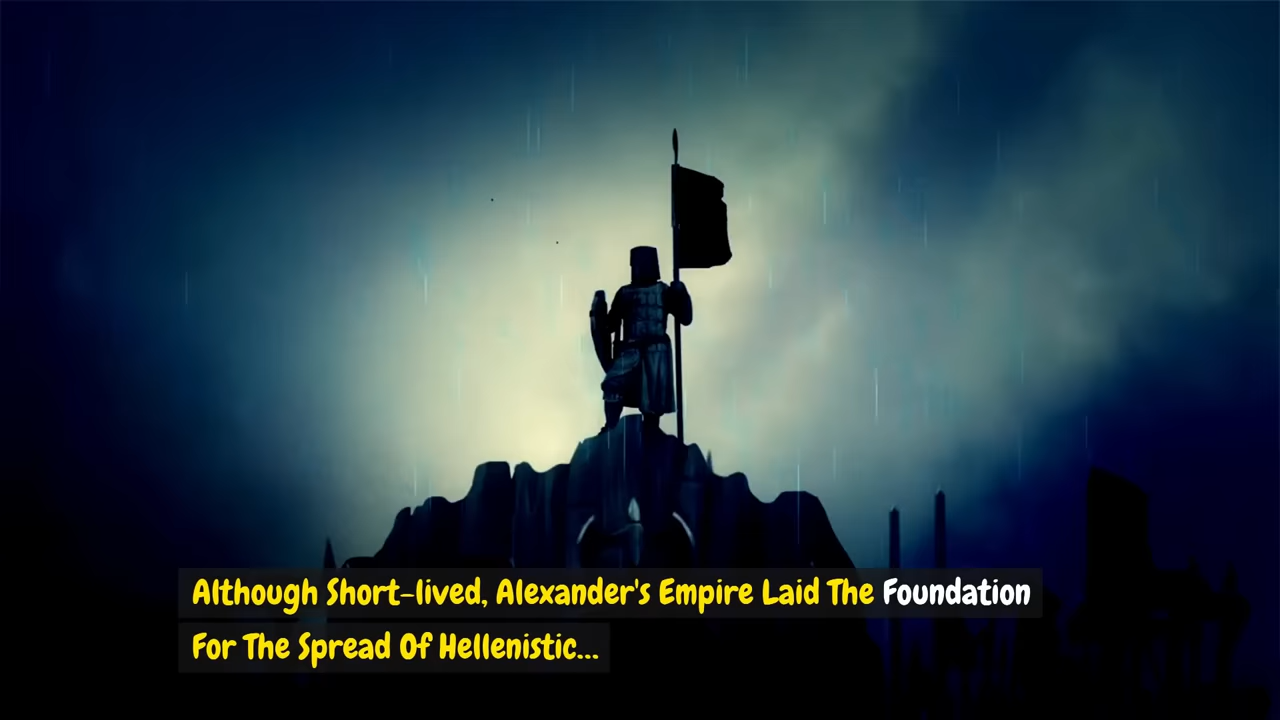 Although Short-lived, Alexander's Empire Laid The Foundation
For The Spread Of Hellenistic...